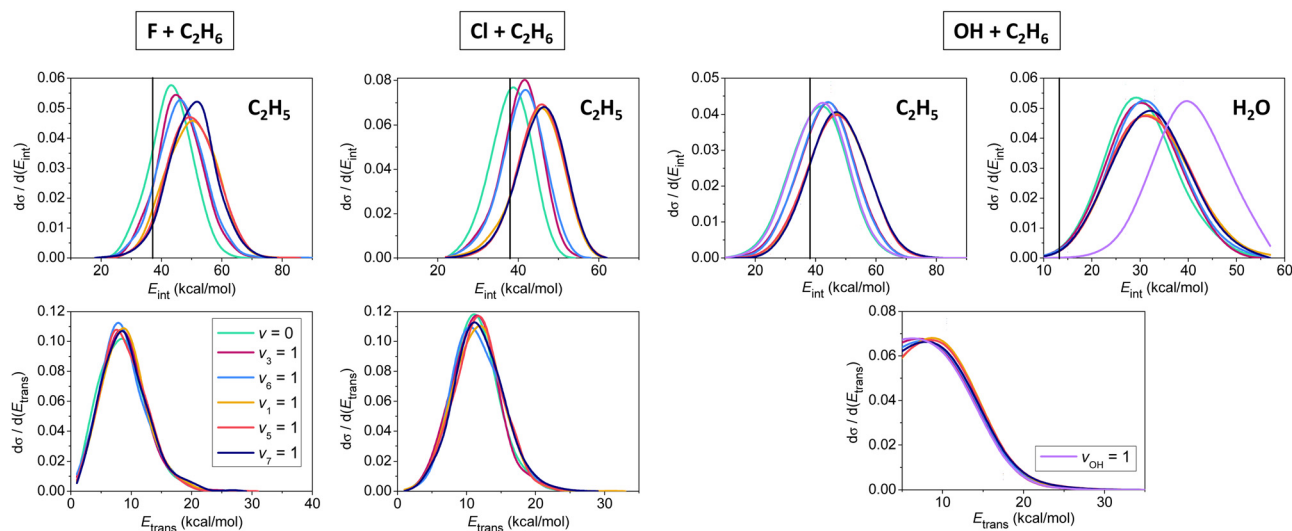 F + C2H6
Cl + C2H6
OH + C2H6
dσ / d(Eint)
0.06
0.05
0.04
0.03
0.02
0.01
0.00
C2H5
20
40
60
80
Eint (kcal/mol)
dσ / d(Eint)
0.08
0.06
0.04
0.02
0.00
C2H5
20
40
60
Eint (kcal/mol)
dσ / d(Eint)
0.05
0.04
0.03
0.02
0.01
0.00
C2H5
20
40
60
80
Eint (kcal/mol)
dσ / d(Eint)
0.06
0.05
0.04
0.03
0.02
0.01
0.00
H2O
10
20
30
40
50
60
Eint (kcal/mol)
dσ / d(Etrans)
0.12
0.10
0.08
0.06
0.04
0.02
0.00
v = 0
v3 = 1
v6 = 1
v1 = 1
v5 = 1
v7 = 1
0
10
20
30
40
Etrans (kcal/mol)
dσ / d(Etrans)
0.12
0.10
0.08
0.06
0.04
0.02
0.00
0
10
20
30
Etrans (kcal/mol)
dσ / d(Etrans)
0.08
0.06
0.04
0.02
0.00
vOH = 1
10
20
30
Etrans (kcal/mol)